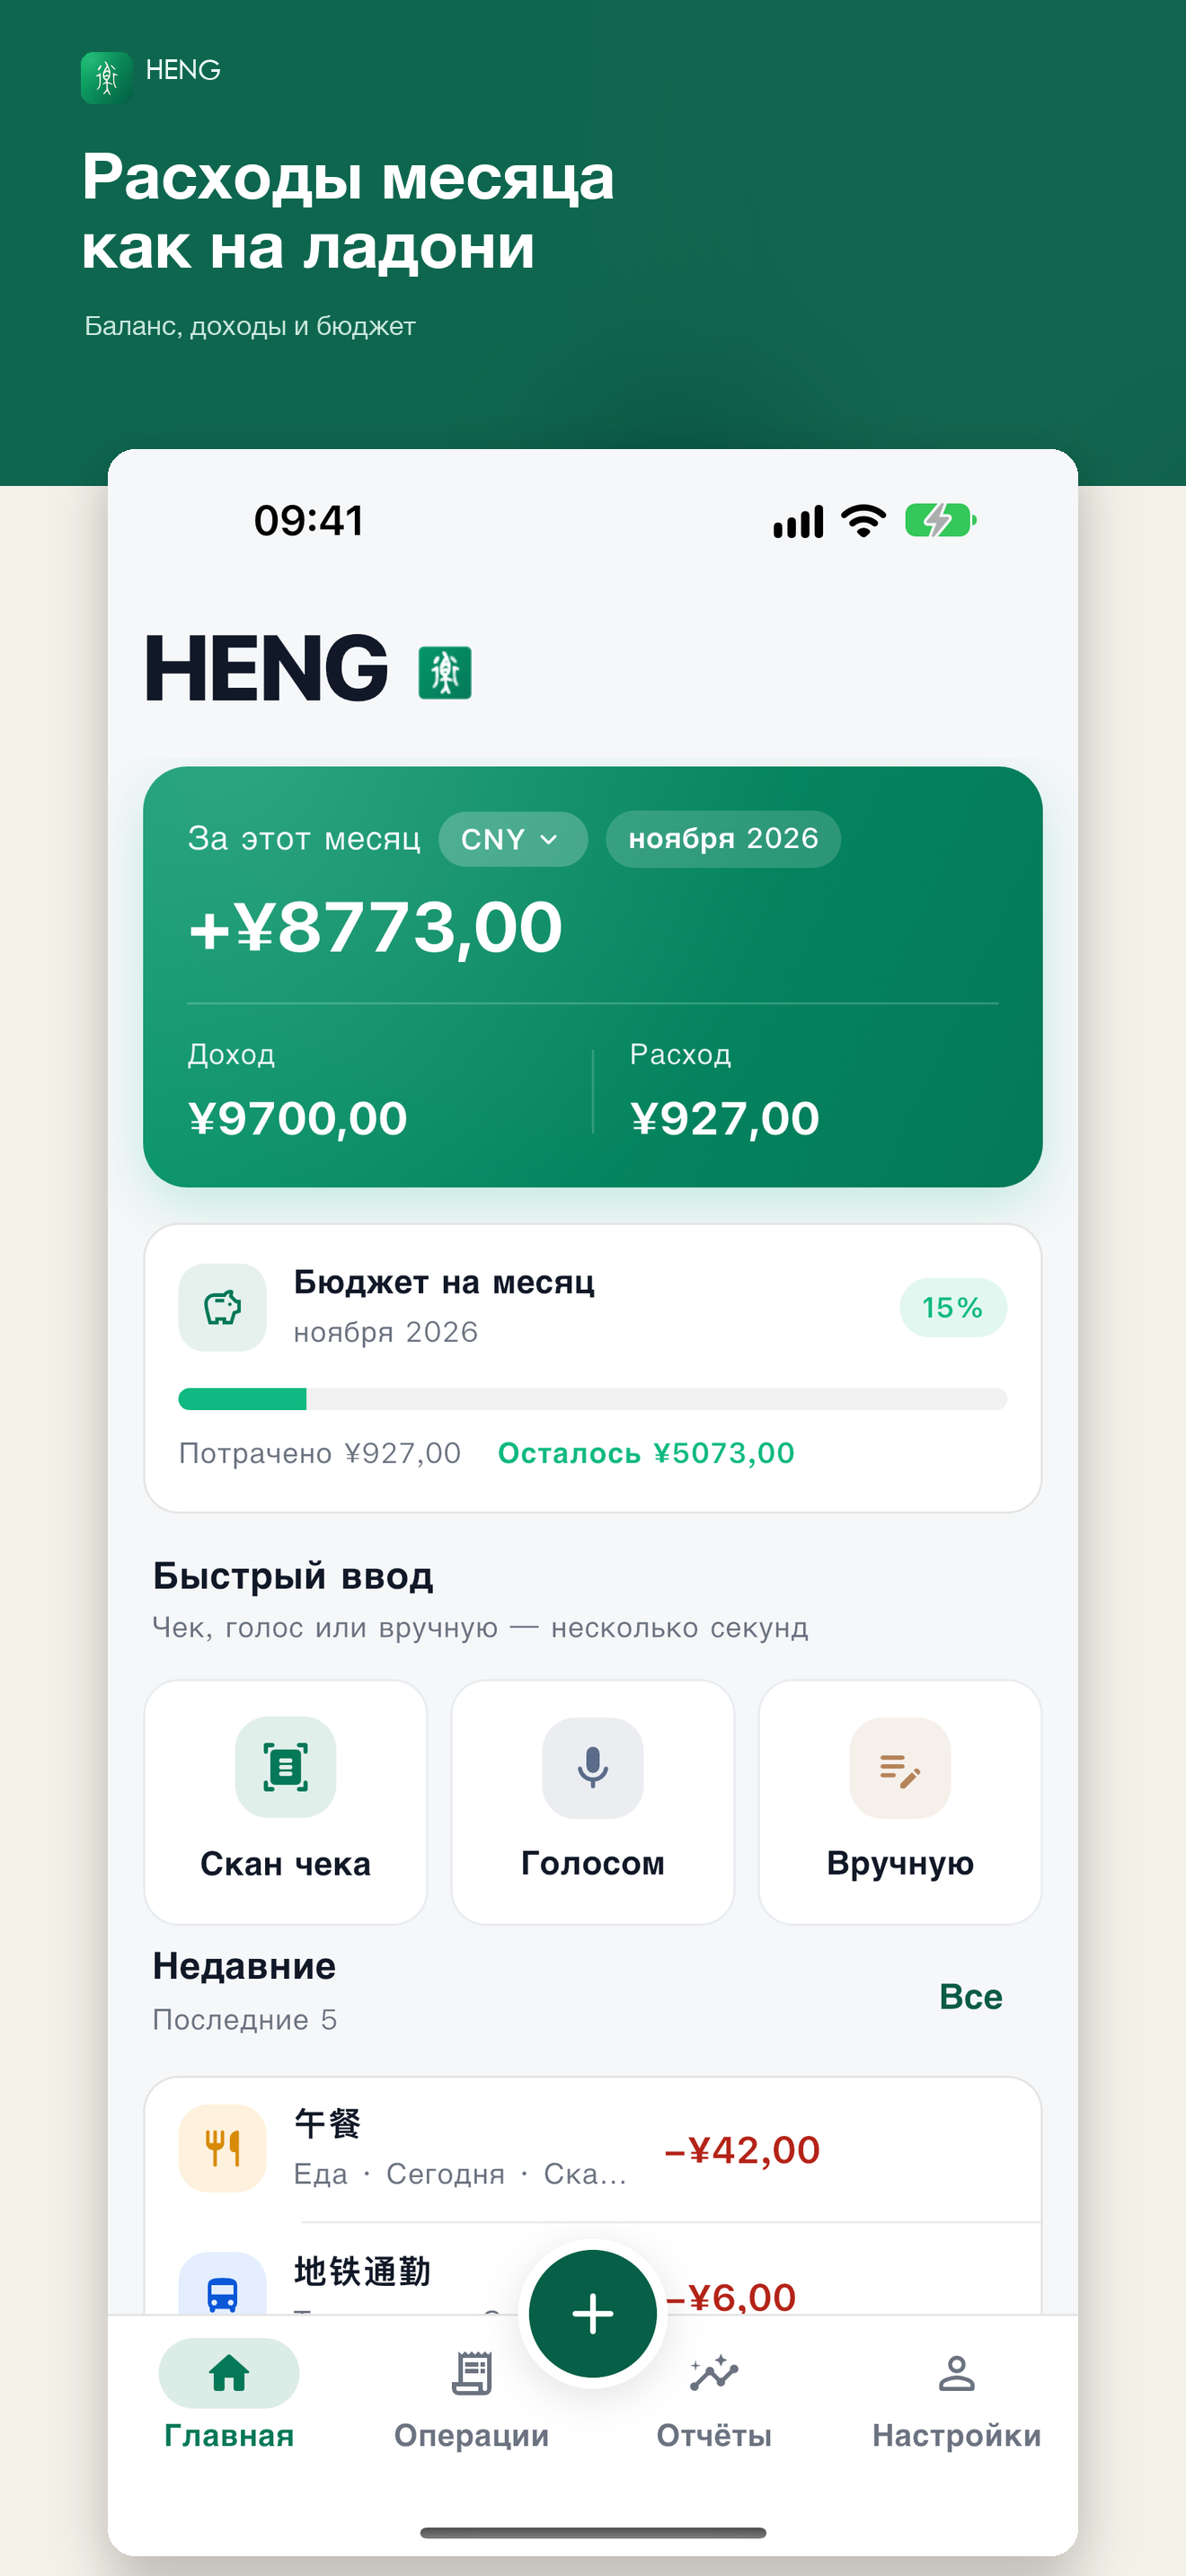 HENG
Расходы месяца
как на ладони
Баланс, доходы и бюджет
09:41
HENG
За этот месяц CNY ноября 2026
+¥8773,00
Доход Расход
¥9700,00 ¥927,00
Бюджет на месяц
ноября 2026
15%
Потрачено ¥927,00 Осталось ¥5073,00
Быстрый ввод
Чек, голос или вручную — несколько секунд
Скан чека Голосом Вручную
Недавние
Последние 5
Все
午餐
Еда · Сегодня · Ска...
–¥42,00
地铁通勤
–¥6,00
Главная Операции Отчёты Настройки